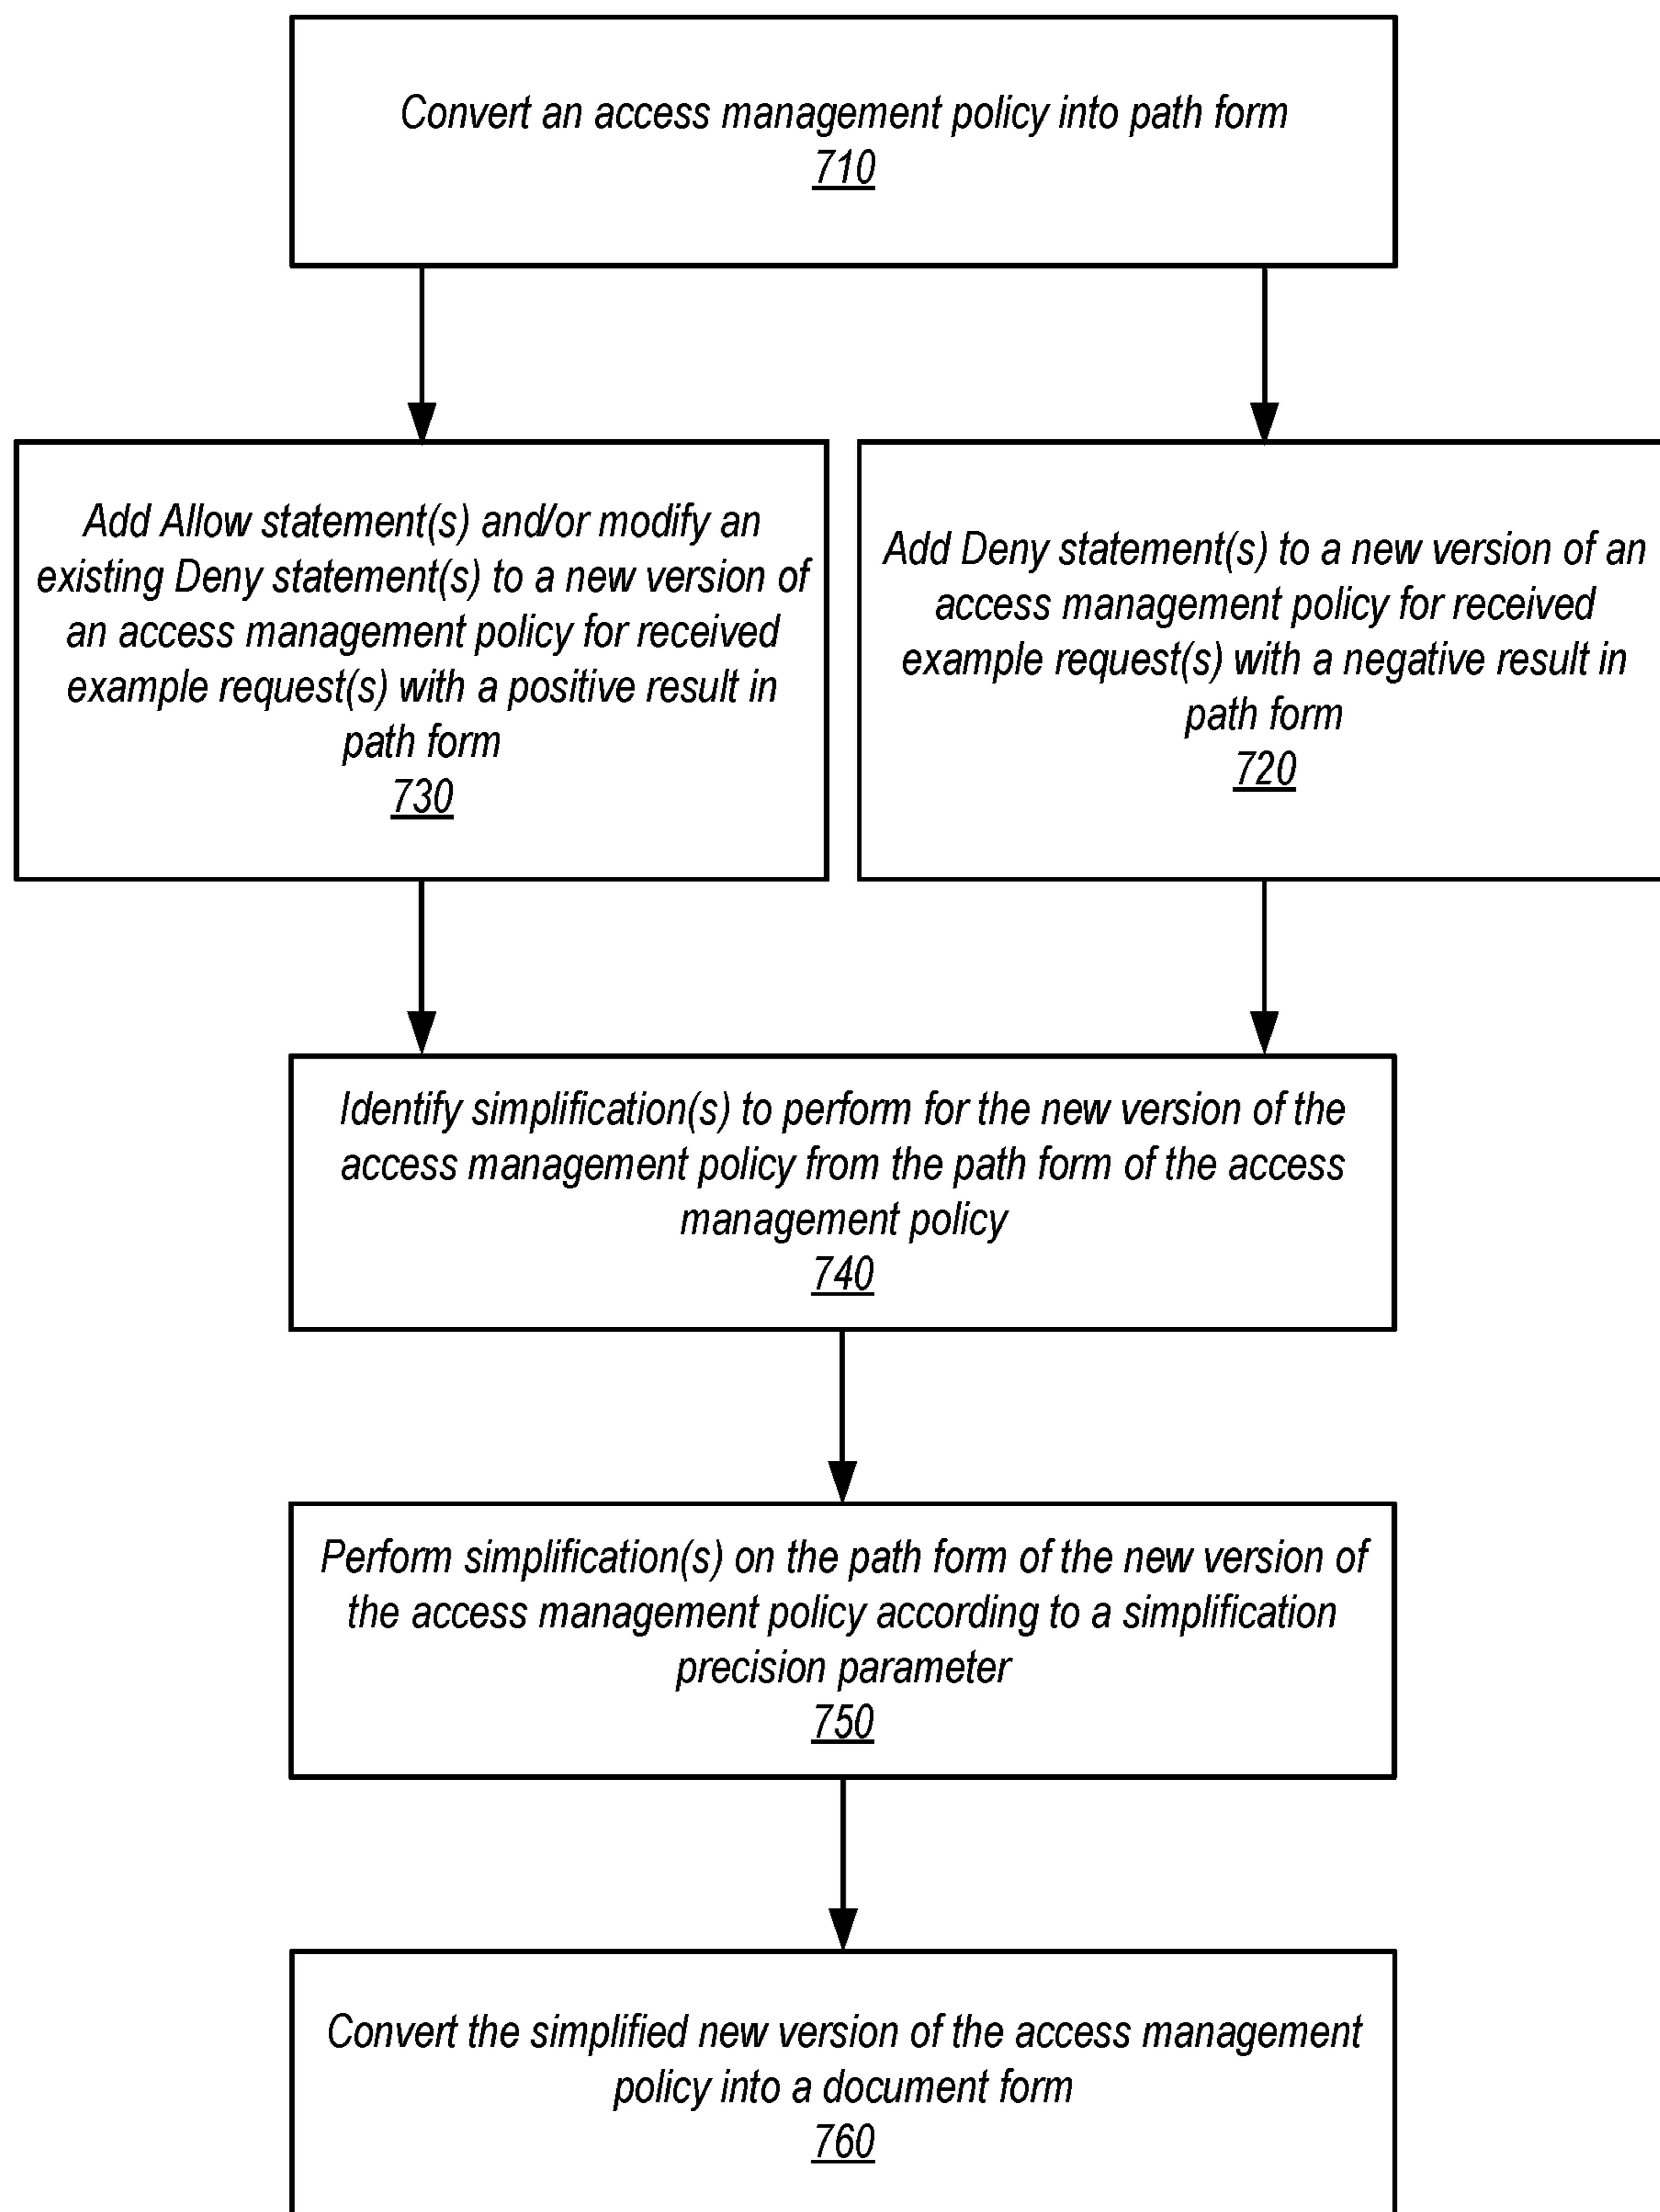 Convert an access management policy into path form
710
Add Allow statement(s) and/or modify an
existing Deny statement(s) to a new version of
an access management policy for received
example request(s) with a positive result in
path form
730
Add Deny statement(s) to a new version of an
access management policy for received
example request(s) with a negative result in
path form
720
Identify simplification(s) to perform for the new version of the
access management policy from the path form of the access
management policy
740
Perform simplification(s) on the path form of the new version of
the access management policy according to a simplification
precision parameter
750
Convert the simplified new version of the access management
policy into a document form
760